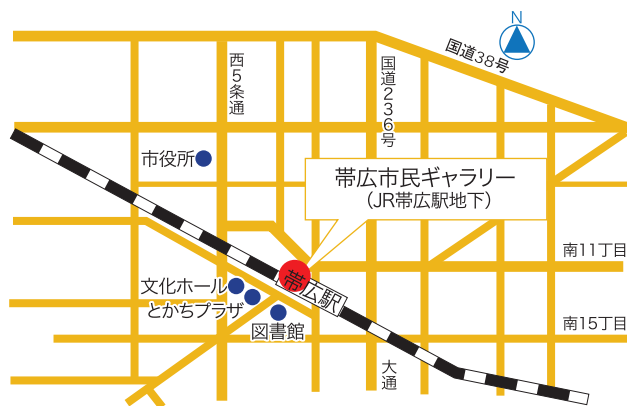 N
国道38号
西5条通
国道236号
市役所
帯広市民ギャラリー
(JR帯広駅地下)
南11丁目
帯広駅
文化ホール
とかちプラザ
図書館
南15丁目
大通